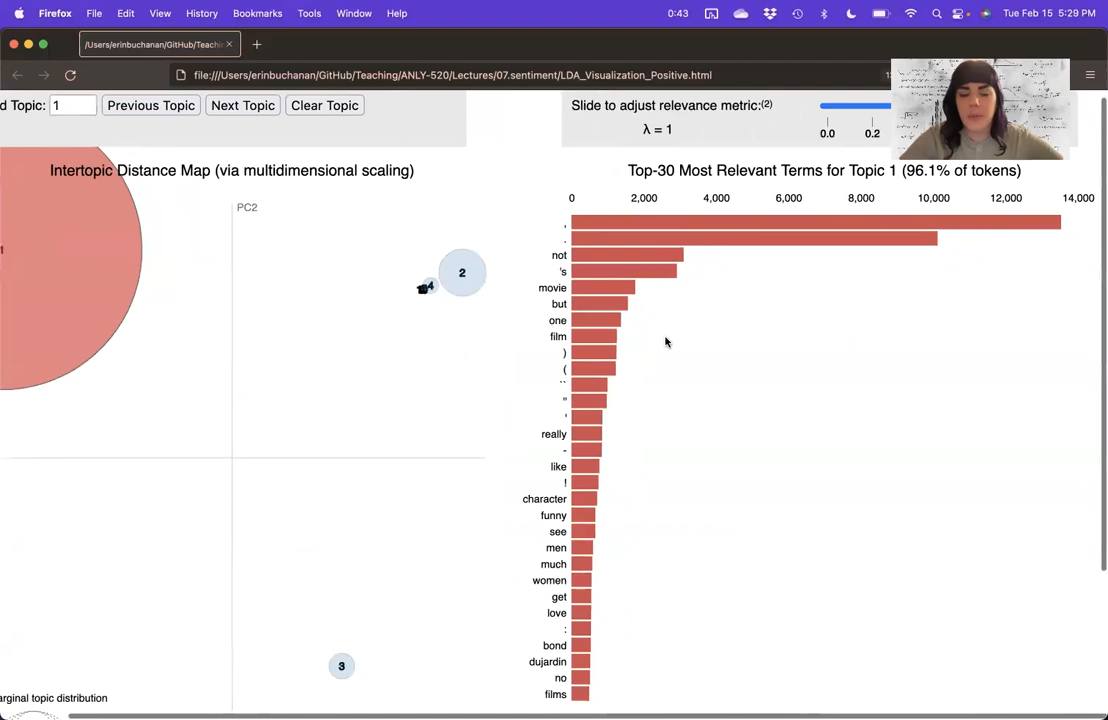 Firefox File Edit View History Bookmarks Tools Window Help 0:43 Tue Feb 15 5:29 PM
/Users/erinbuchanan/GitHub/Teachin
file:///Users/erinbuchanan/GitHub/Teaching/ANLY-520/Lectures/07.sentiment/LDA_Visualization_Positive.html
d Topic: 1 Previous Topic Next Topic Clear Topic
Slide to adjust relevance metric:(2)
λ = 1
0.0 0.2
Intertopic Distance Map (via multidimensional scaling)
PC2
1
2
4
3
arginal topic distribution
Top-30 Most Relevant Terms for Topic 1 (96.1% of tokens)
0 2,000 4,000 6,000 8,000 10,000 12,000 14,000
,
.
not
's
movie
but
one
film
)
(
``
"
'
really
-
like
!
character
funny
see
men
much
women
get
love
:
bond
dujardin
no
films